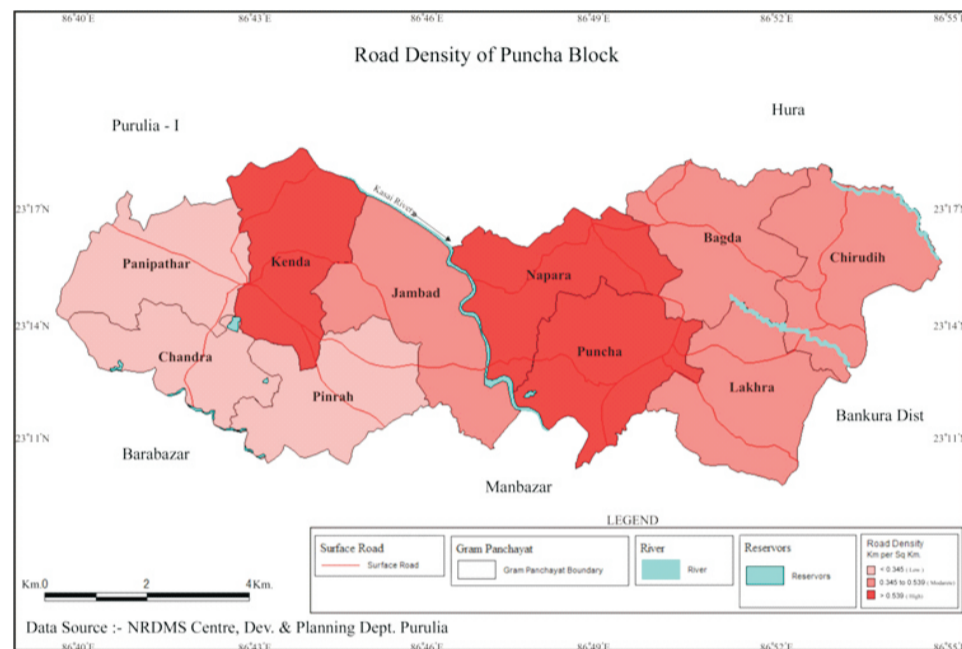 86°40'E 86°43'E 86°46'E 86°49'E 86°52'E 86°55'E
Road Density of Puncha Block
Hura
Purulia - I
Kasai River
23°17'N 23°17'N
Panipathar
Kenda
Jambad
Napara
Bagda
Chirudih
23°14'N 23°14'N
Chandra
Pinrah
Puncha
Lakhra
Bankura Dist
23°11'N 23°11'N
Barabazar
Manbazar
LEGEND
Surface Road
Surface Road
Gram Panchayat
Gram Panchayat Boundary
River
River
Reservors
Reservors
Road Density
Km per Sq Km.
< 0.345 ( Low )
0.345 to 0.539 ( Moderate )
> 0.539 ( High )
Km.0 2 4Km.
Data Source :- NRDMS Centre, Dev. & Planning Dept. Purulia
86°40'E 86°43'E 86°46'E 86°49'E 86°52'E 86°55'E